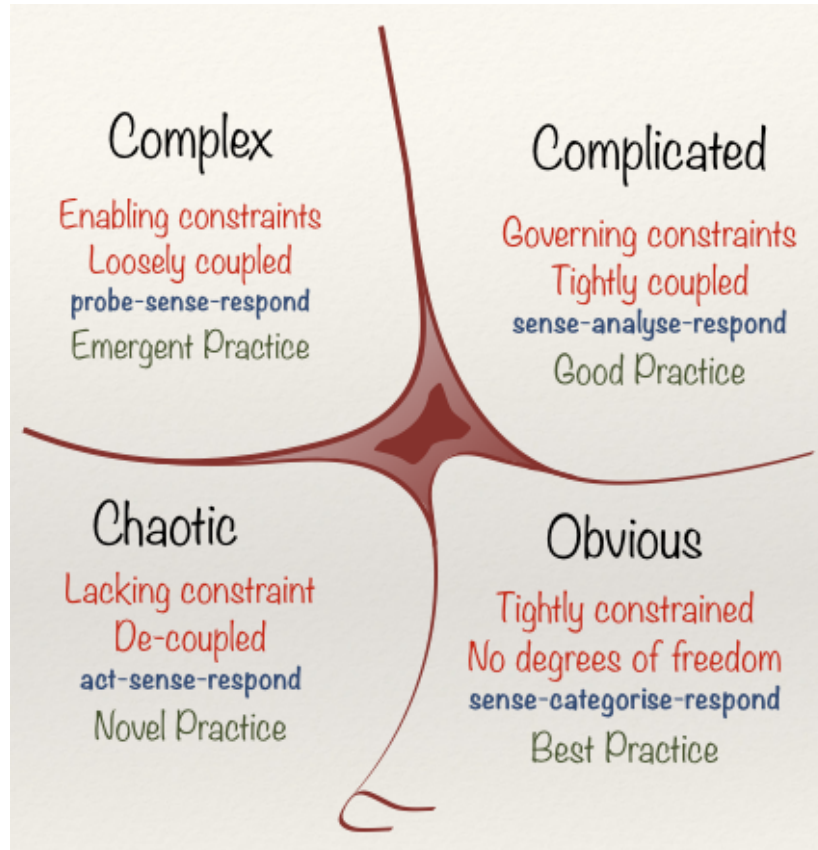 Complex
Enabling constraints
Loosely coupled
probe-sense-respond
Emergent Practice
Complicated
Governing constraints
Tightly coupled
sense-analyse-respond
Good Practice
Chaotic
Lacking constraint
De-coupled
act-sense-respond
Novel Practice
Obvious
Tightly constrained
No degrees of freedom
sense-categorise-respond
Best Practice